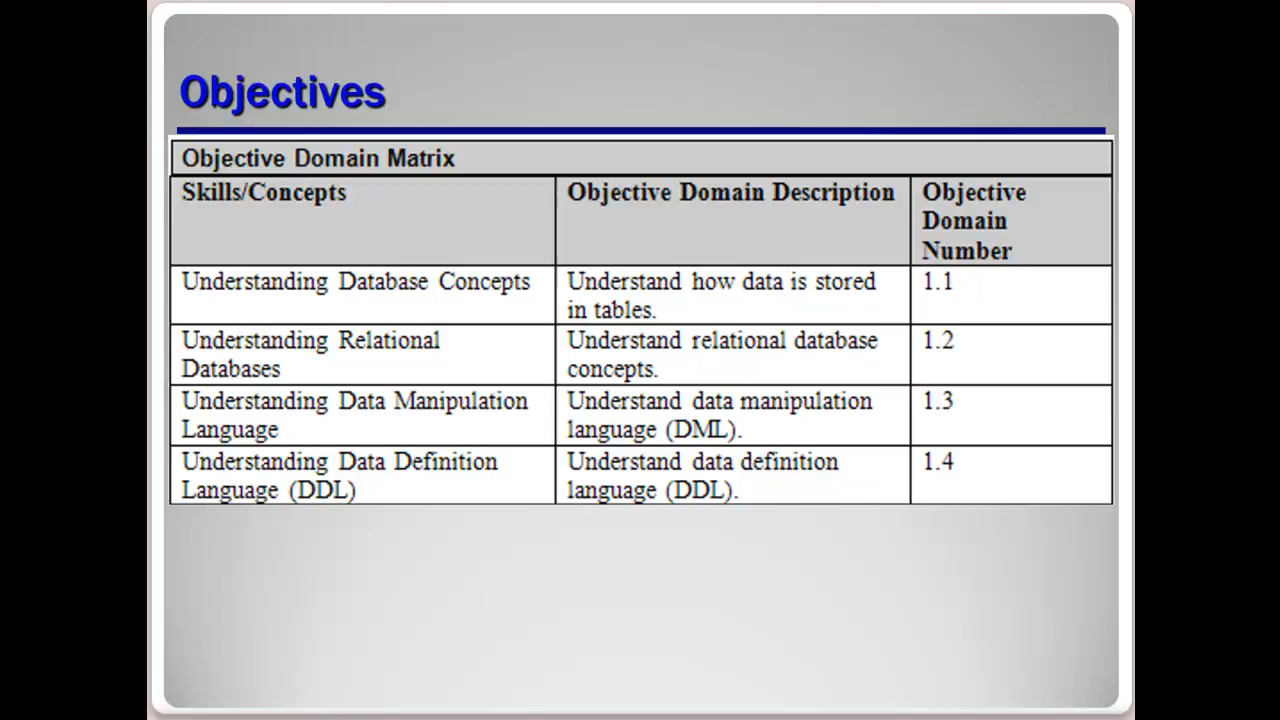 Objectives
Objective Domain Matrix
Skills/Concepts
Objective Domain Description
Objective
Domain
Number
Understanding Database Concepts
Understand how data is stored
in tables.
1.1
Understanding Relational
Databases
Understand relational database
concepts.
1.2
Understanding Data Manipulation
Language
Understand data manipulation
language (DML).
1.3
Understanding Data Definition
Language (DDL)
Understand data definition
language (DDL).
1.4